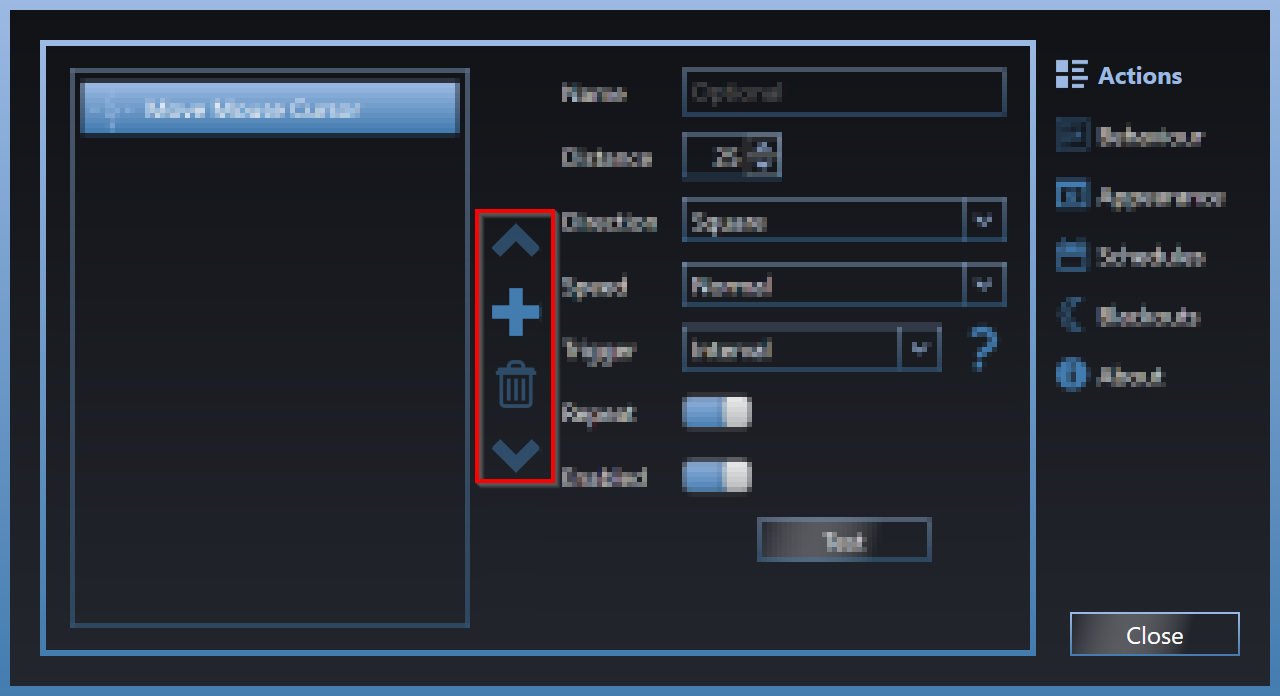 Move Mouse Cursor
Name
Optional
Distance
25
Direction
Square
Speed
Normal
Trigger
Interval
?
Repeat
Enabled
Test
Actions
Behaviour
Appearance
Schedules
Blackouts
About
Close